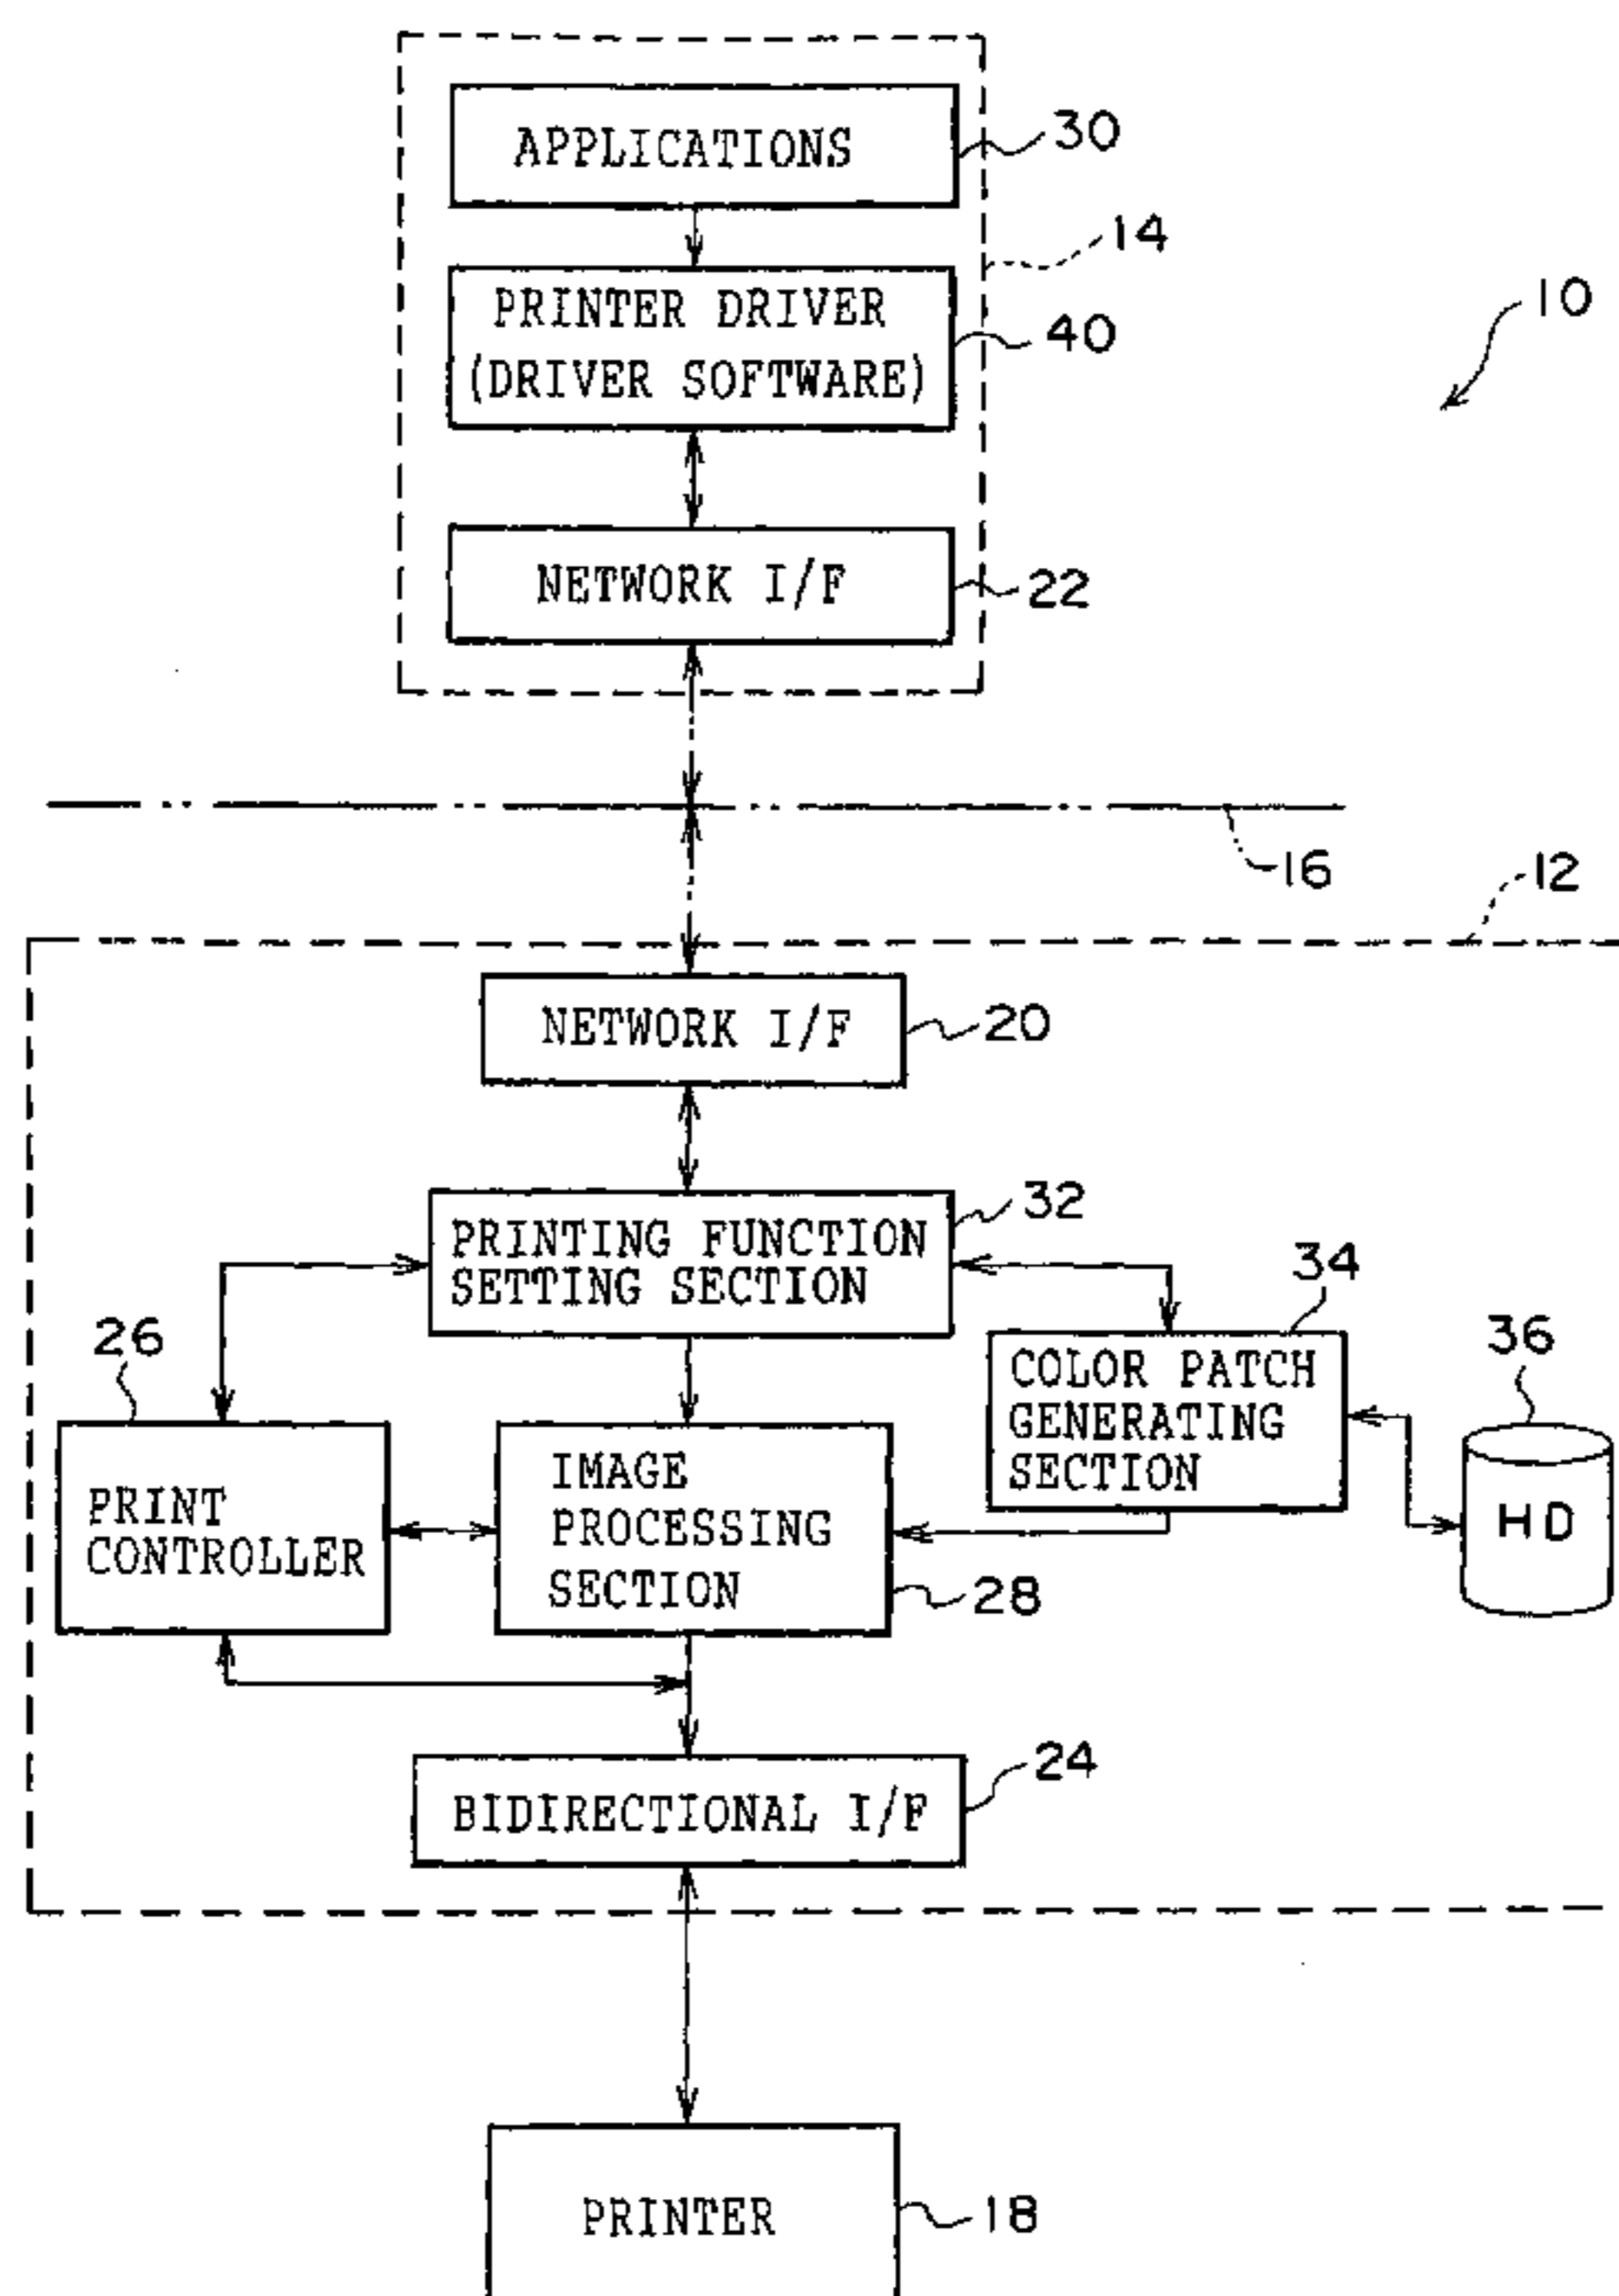 APPLICATIONS
30
14
10
PRINTER DRIVER
(DRIVER SOFTWARE)
40
NETWORK I/F
22
16
12
NETWORK I/F
20
PRINTING FUNCTION
SETTING SECTION
32
34
COLOR PATCH
GENERATING
SECTION
36
HD
26
PRINT
CONTROLLER
IMAGE
PROCESSING
SECTION
28
BIDIRECTIONAL I/F
24
PRINTER
18